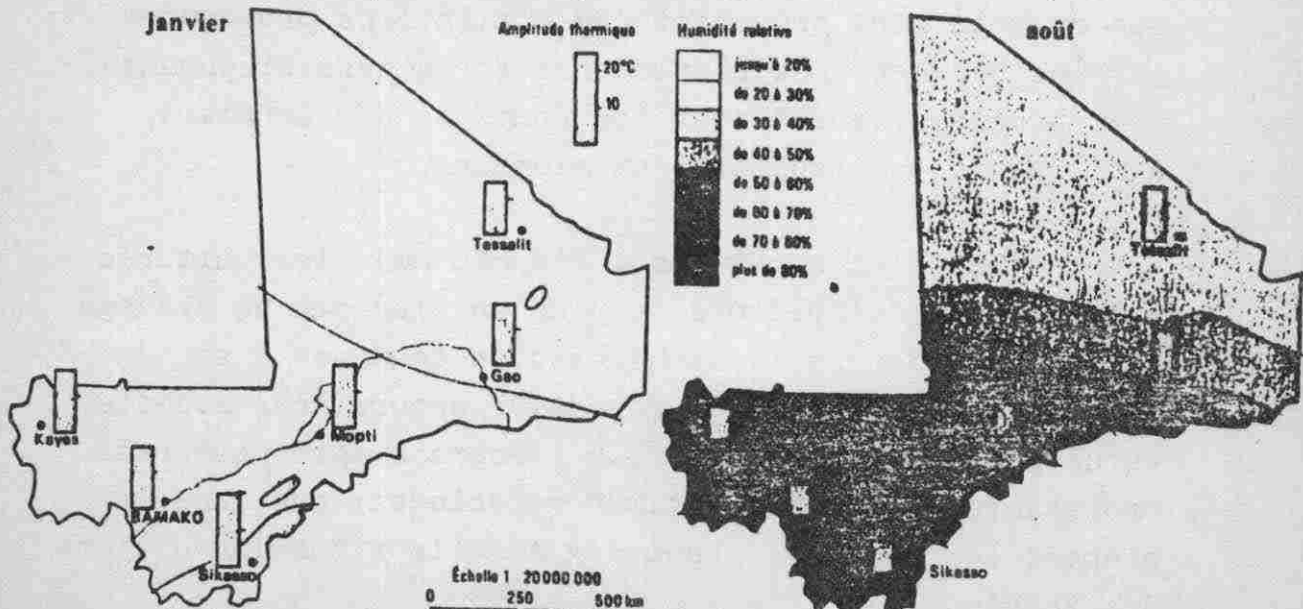 janvier
Amplitude thermique
20°C
10
Humidité relative
jusqu'à 20%
de 20 à 30%
de 30 à 40%
de 40 à 50%
de 50 à 60%
de 60 à 70%
de 70 à 80%
plus de 80%
août
Tessalit
Gao
Kayes
Mopti
BAMAKO
Sikasso
Échelle 1 20 000 000
0 250 500 km
Tessalit
Sikasso